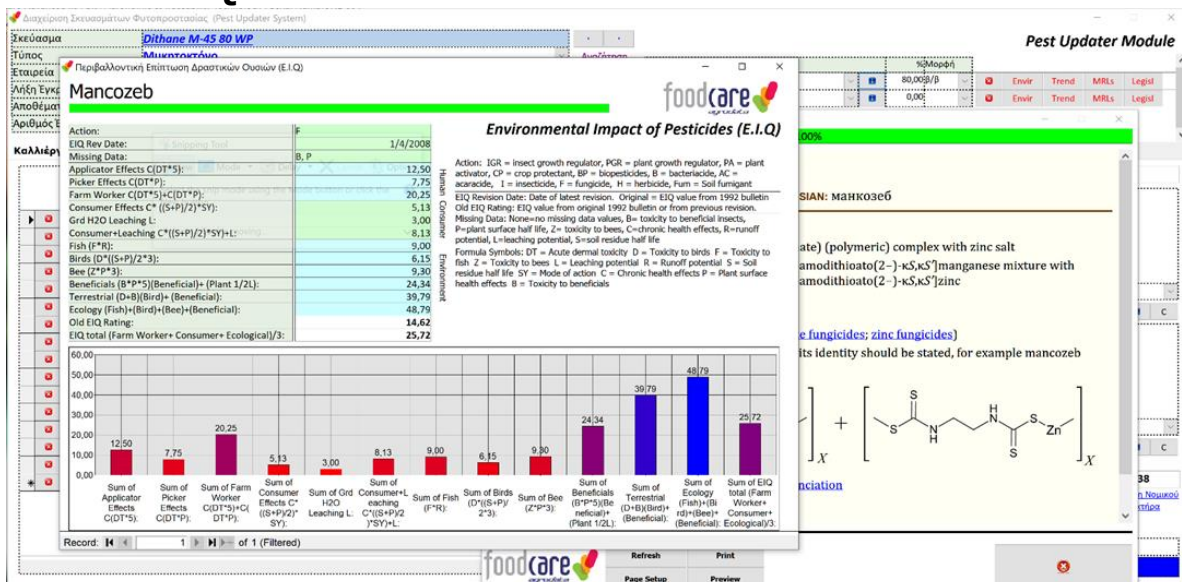 Διαχείριση Σκευασμάτων Φυτοπροστασίας (Pest Updater System)
Σκεύασμα Dithane M-45 80 WP
Pest Updater Module
Τύπος Μυκητοκτόνο Αναζήτηση
Εταιρεία
% Μορφή
80,00 β/β Envir Trend MRLs Legisl
0,00 Envir Trend MRLs Legisl
Περιβαλλοντική Επίπτωση Δραστικών Ουσιών (E.I.Q)
Mancozeb
foodcare
agrodata
Environmental Impact of Pesticides (E.I.Q)
Action: F
EIQ Rev Date: 1/4/2008
Missing Data: B, P
Applicator Effects C(DT*5): 12,50
Picker Effects C(DT*P): 7,75
Farm Worker C(DT*5)+C(DT*P): 20,25
Consumer Effects C* ((S+P)/2)*SY): 5,13
Grd H2O Leaching L: 3,00
Consumer+Leaching C*((S+P)/2)*SY)+L: 8,13
Fish (F*R): 9,00
Birds (D*((S+P)/2*3): 6,15
Bee (Z*P*3): 9,30
Beneficials (B*P*5)(Beneficial)+ (Plant 1/2L): 24,34
Terrestrial (D+B)(Bird)+ (Beneficial): 39,79
Ecology (Fish)+(Bird)+(Bee)+(Beneficial): 48,79
Old EIQ Rating: 14,62
EIQ total (Farm Worker+ Consumer+ Ecological)/3: 25,72
Human
Consumer
Environment
Action: IGR = insect growth regulator, PGR = plant growth regulator, PA = plant
activator, CP = crop protectant, BP = biopesticides, B = bacteriacide, AC =
acaracide, I = insecticide, F = fungicide, H = herbicide, Fum = Soil fumigant
EIQ Revision Date: Date of latest revision. Original = EIQ value from 1992 bulletin
Old EIQ Rating: EIQ value from original 1992 bulletin or from previous revision.
Missing Data: None=no missing data values, B= toxicity to beneficial insects,
P=plant surface half life, Z= toxicity to bees, C=chronic health effects, R=runoff
potential, L=leaching potential, S=soil residue half life
Formula Symbols: DT = Acute dermal toxicity D = Toxicity to birds F = Toxicity to
fish Z = Toxicity to bees L = Leaching potential R = Runoff potential S = Soil
residue half life SY = Mode of action C = Chronic health effects P = Plant surface
health effects B = Toxicity to beneficials
60,00
50,00
40,00
30,00
20,00
10,00
0,00
12,50 7,75 20,25 5,13 3,00 8,13 9,00 6,15 9,30 24,34 39,79 48,79 25,72
Sum of Applicator Effects C(DT*5):
Sum of Picker Effects C(DT*P):
Sum of Farm Worker C(DT*5)+C(DT*P):
Sum of Consumer Effects C* ((S+P)/2)*SY):
Sum of Grd H2O Leaching L:
Sum of Consumer+Leaching C*((S+P)/2)*SY)+L:
Sum of Fish (F*R):
Sum of Birds (D*((S+P)/2*3):
Sum of Bee (Z*P*3):
Sum of Beneficials (B*P*5)(Beneficial)+ (Plant 1/2L):
Sum of Terrestrial (D+B)(Bird)+ (Beneficial):
Sum of Ecology (Fish)+(Bird)+(Bee)+(Beneficial):
Sum of EIQ total (Farm Worker+ Consumer+ Ecological)/3:
Record: 1 of 1 (Filtered)
SIAN: манкозеб
ate) (polymeric) complex with zinc salt
amodithioato(2−)-κS,κS′]manganese mixture with
amodithioato(2−)-κS,κS′]zinc
e fungicides; zinc fungicides)
its identity should be stated, for example mancozeb
X + S S N H H N S S Zn X
nciation
38
foodcare
agrodata
Refresh Print
Page Setup Preview